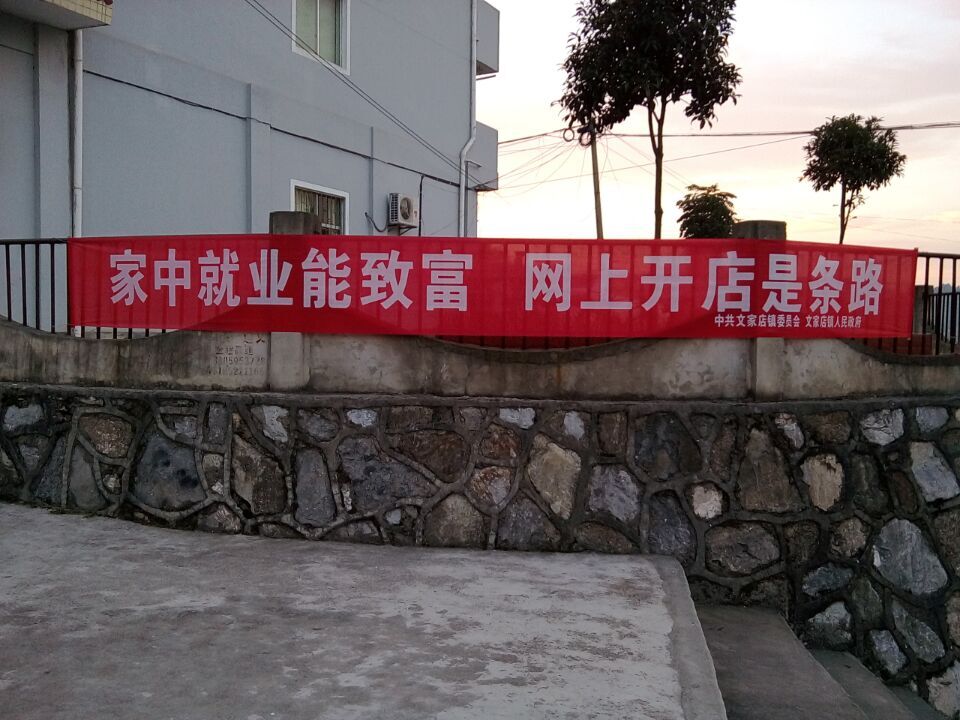 家中就业能致富 网上开店是条路
中共文家店镇委员会 文家店镇人民政府